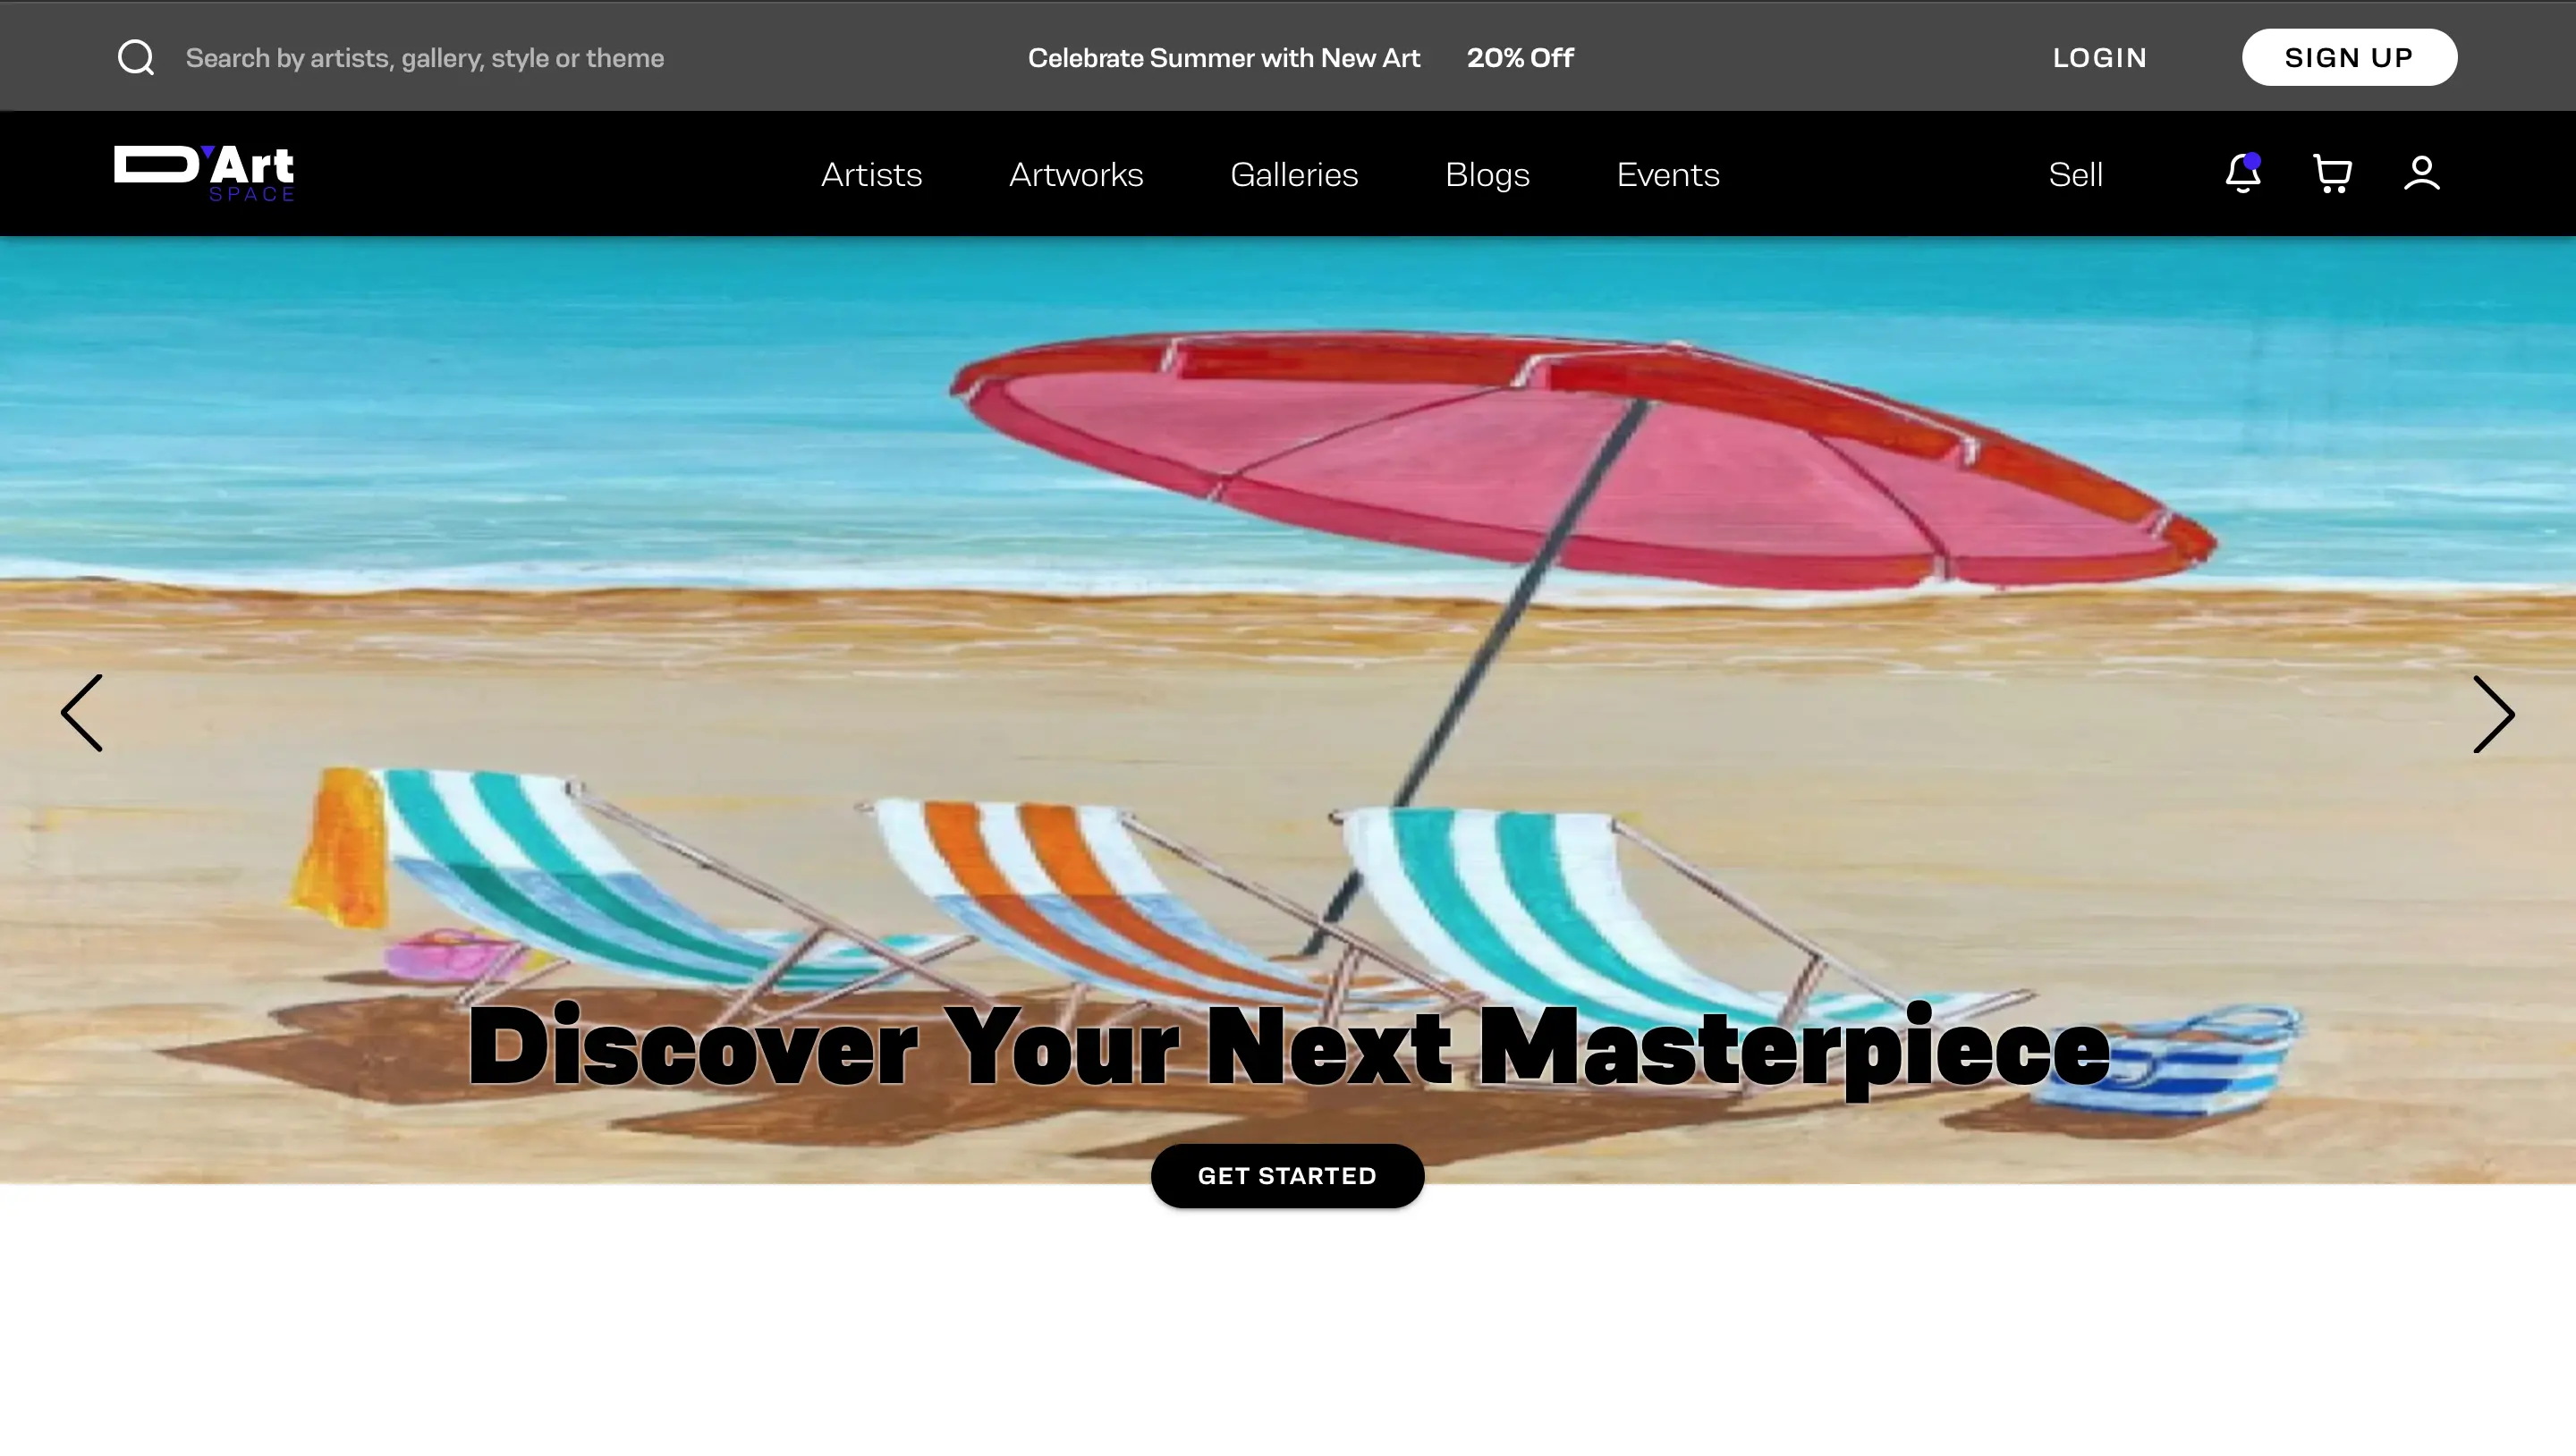 Search by artists, gallery, style or theme
Celebrate Summer with New Art 20% Off
LOGIN
SIGN UP
D'Art
SPACE
Artists
Artworks
Galleries
Blogs
Events
Sell
Discover Your Next Masterpiece
GET STARTED